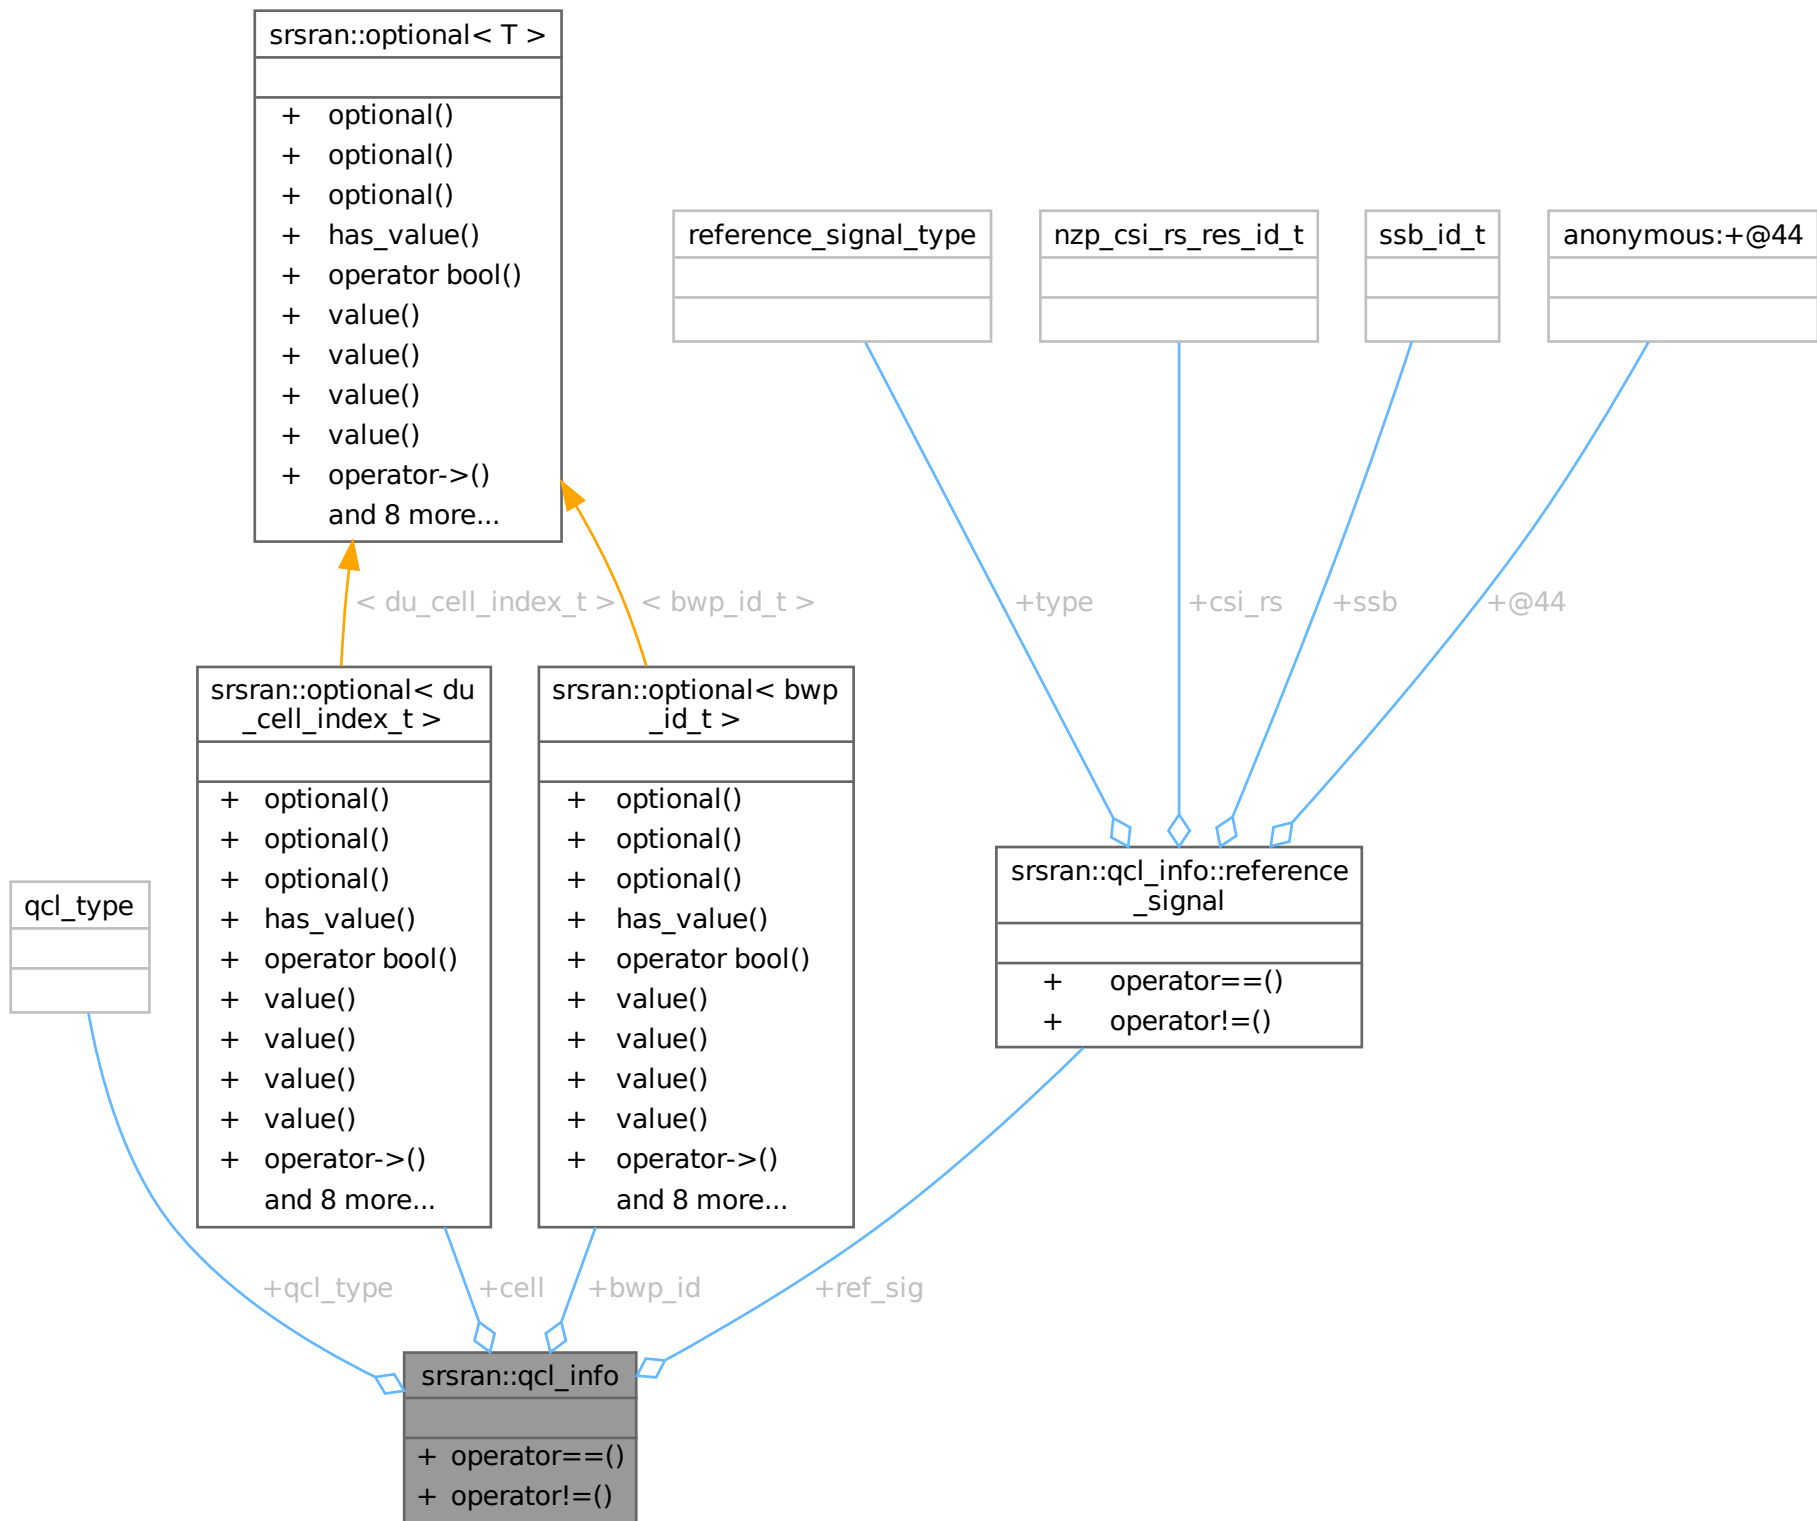 srsran::optional< T >
+ optional()
+ optional()
+ optional()
+ has_value()
+ operator bool()
+ value()
+ value()
+ value()
+ value()
+ operator->()
and 8 more...
reference_signal_type
nzp_csi_rs_res_id_t
ssb_id_t
anonymous:+@44
< du_cell_index_t >
< bwp_id_t >
+type
+csi_rs
+ssb
+@44
srsran::optional< du
_cell_index_t >
+ optional()
+ optional()
+ optional()
+ has_value()
+ operator bool()
+ value()
+ value()
+ value()
+ value()
+ operator->()
and 8 more...
srsran::optional< bwp
_id_t >
+ optional()
+ optional()
+ optional()
+ has_value()
+ operator bool()
+ value()
+ value()
+ value()
+ value()
+ operator->()
and 8 more...
qcl_type
srsran::qcl_info::reference
_signal
+ operator==()
+ operator!=()
+qcl_type
+cell
+bwp_id
+ref_sig
srsran::qcl_info
+ operator==()
+ operator!=()